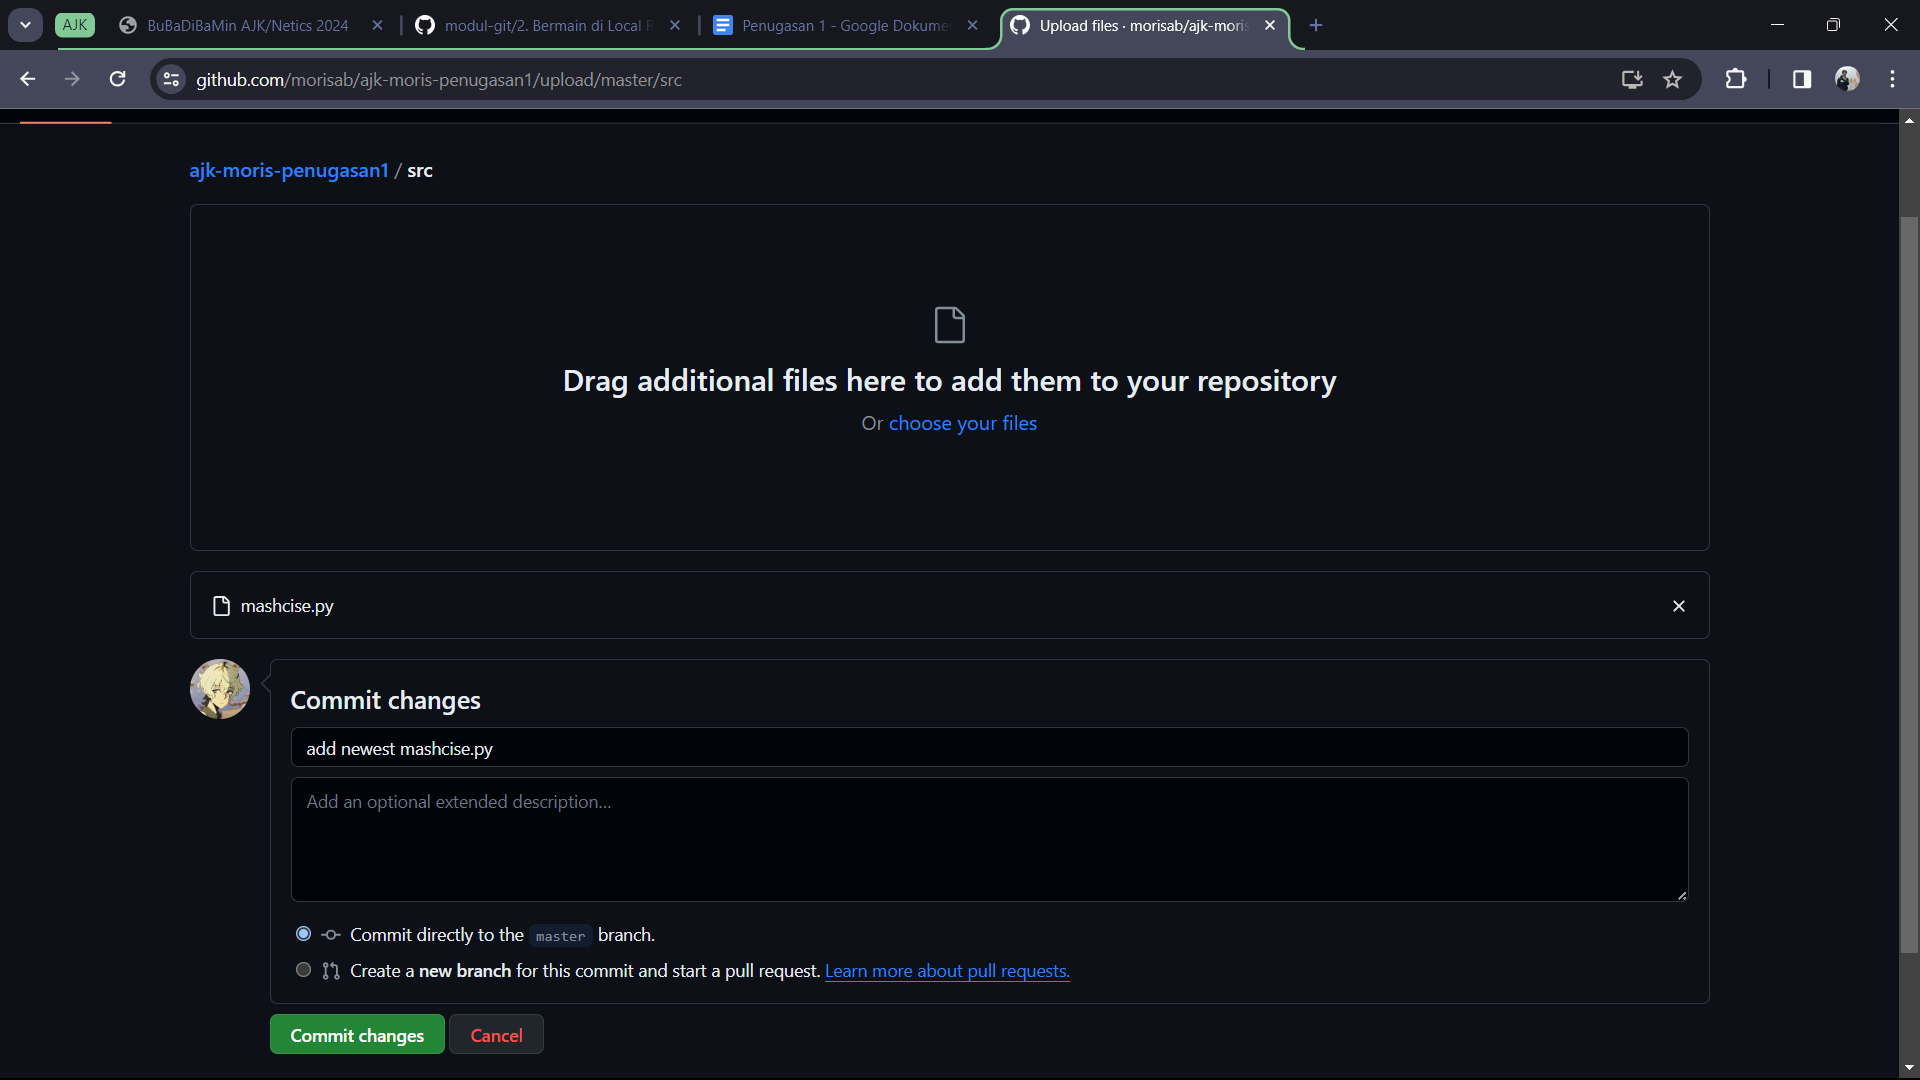 AJK
BuBaDiBaMin AJK/Netics 2024
modul-git/2. Bermain di Local R
Penugasan 1 - Google Dokume
Upload files · morisab/ajk-moris
github.com/morisab/ajk-moris-penugasan1/upload/master/src
ajk-moris-penugasan1 / src
Drag additional files here to add them to your repository
Or choose your files
mashcise.py
Commit changes
add newest mashcise.py
Add an optional extended description...
Commit directly to the master branch.
Create a new branch for this commit and start a pull request. Learn more about pull requests.
Commit changes
Cancel